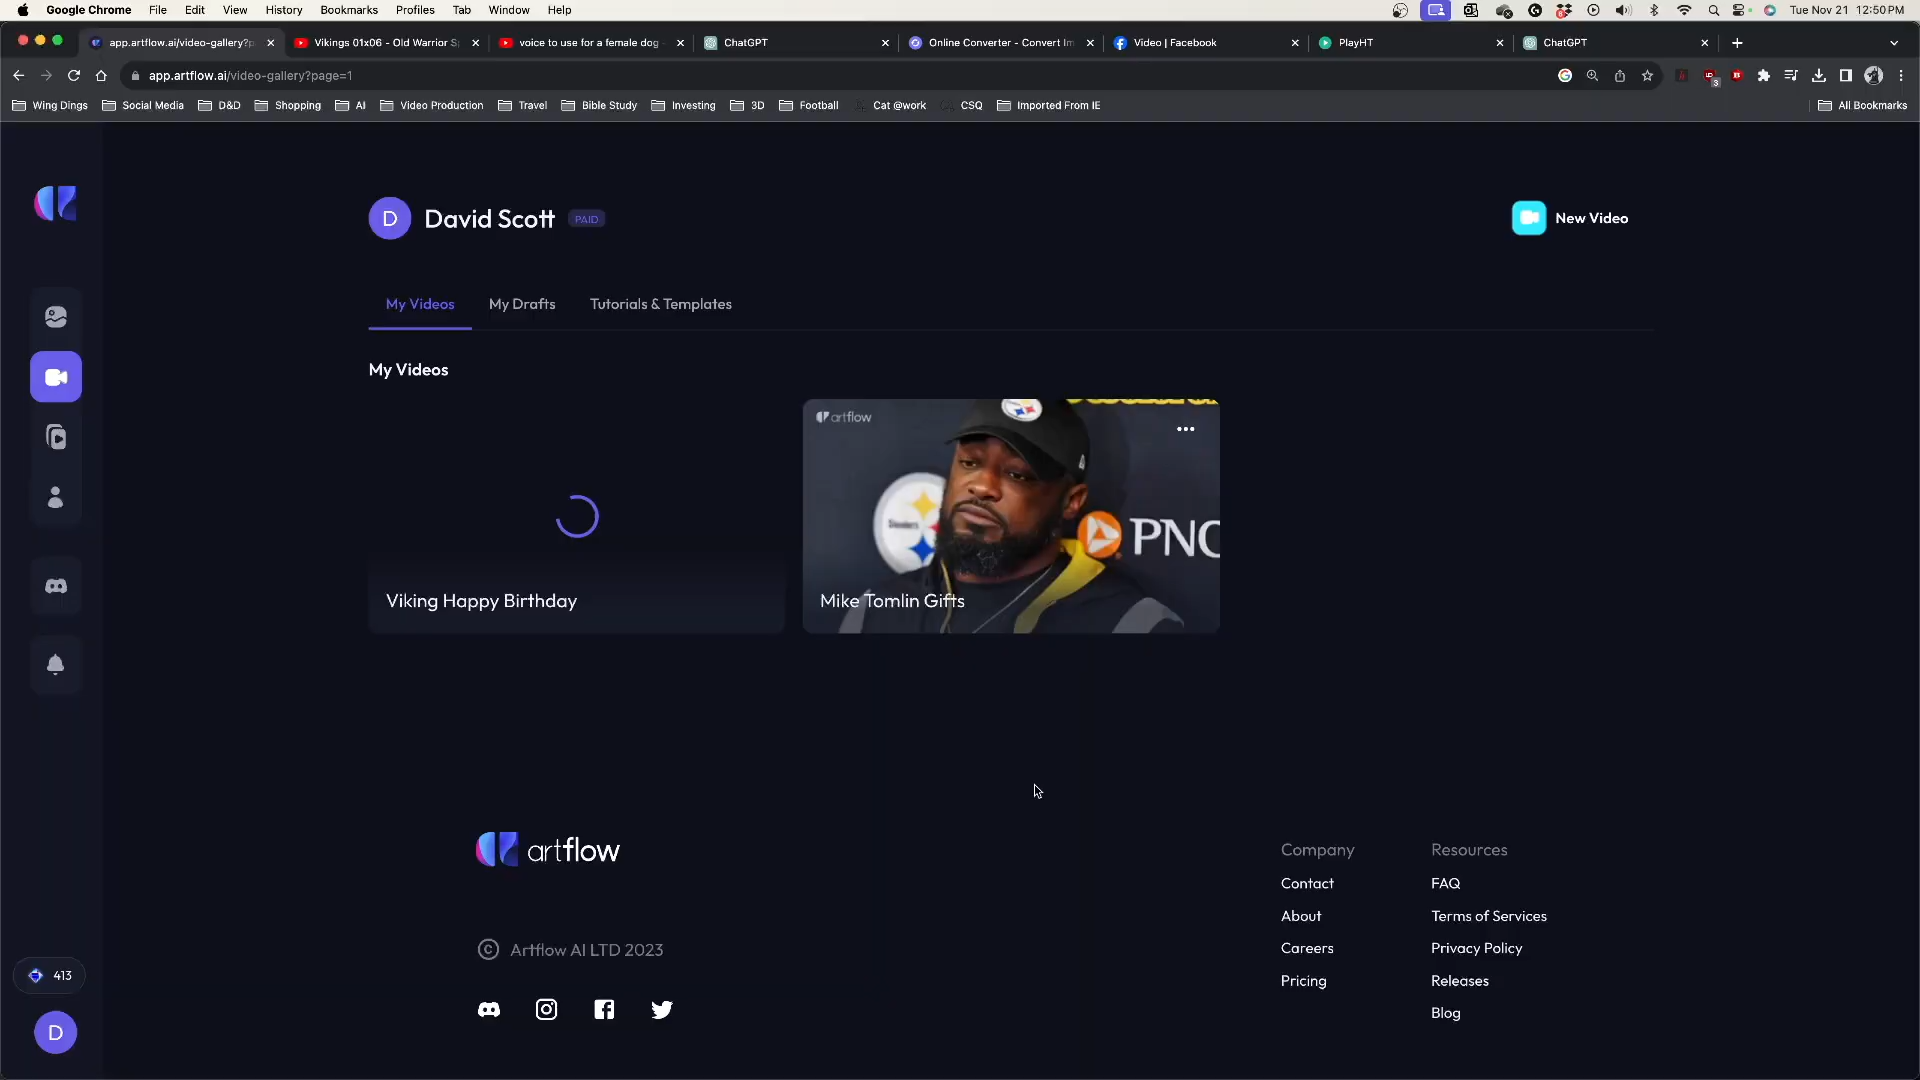 Google Chrome File Edit View History Bookmarks Profiles Tab Window Help Tue Nov 21 12:50 PM
app.artflow.ai/video-gallery?p Vikings 01x06 - Old Warrior S voice to use for a female dog - ChatGPT Online Converter - Convert Im Video | Facebook PlayHT ChatGPT
app.artflow.ai/video-gallery?page=1
Wing Dings Social Media D&D Shopping AI Video Production Travel Bible Study Investing 3D Football Cat @work CSQ Imported From IE All Bookmarks
D David Scott PAID New Video
My Videos My Drafts Tutorials & Templates
My Videos
artflow
Steelers
PNC
Viking Happy Birthday
Mike Tomlin Gifts
artflow
Company Resources
Contact FAQ
About Terms of Services
© Artflow AI LTD 2023
Careers Privacy Policy
Pricing Releases
Blog
413
D